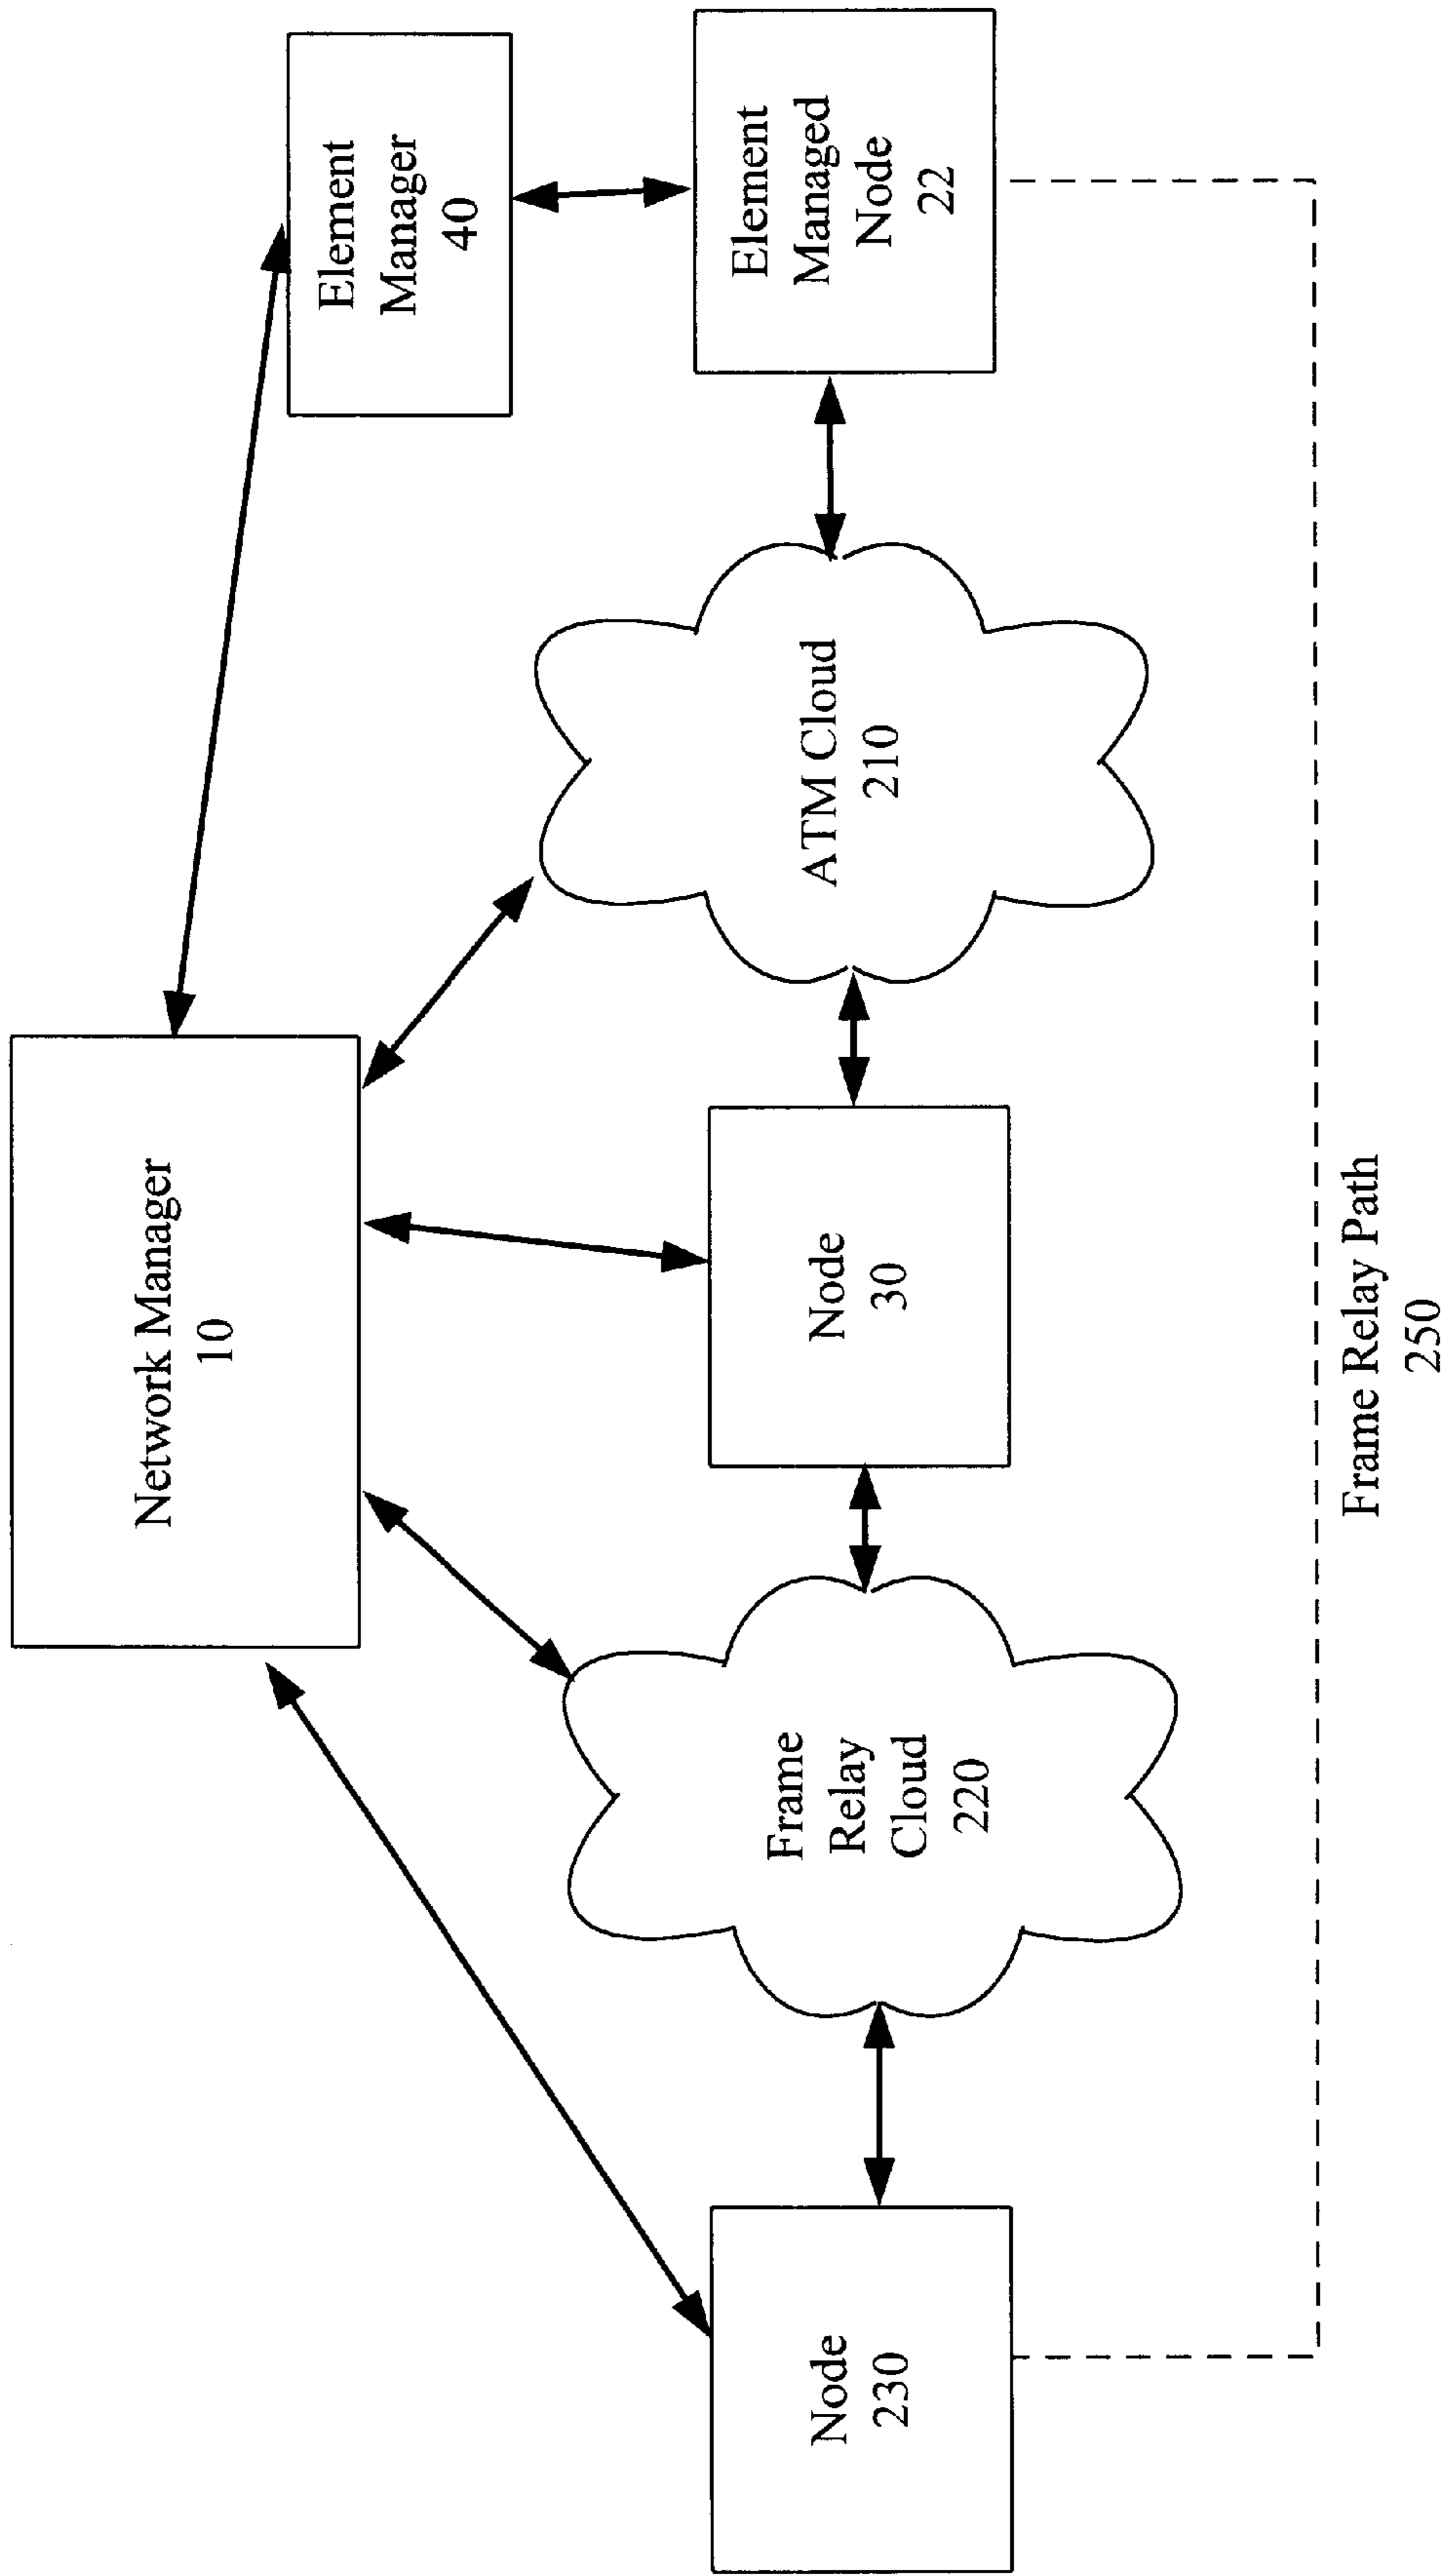 Network Manager
10
Element
Manager
40
Node
230
Frame
Relay
Cloud
220
Node
30
ATM Cloud
210
Element
Managed
Node
22
Frame Relay Path
250